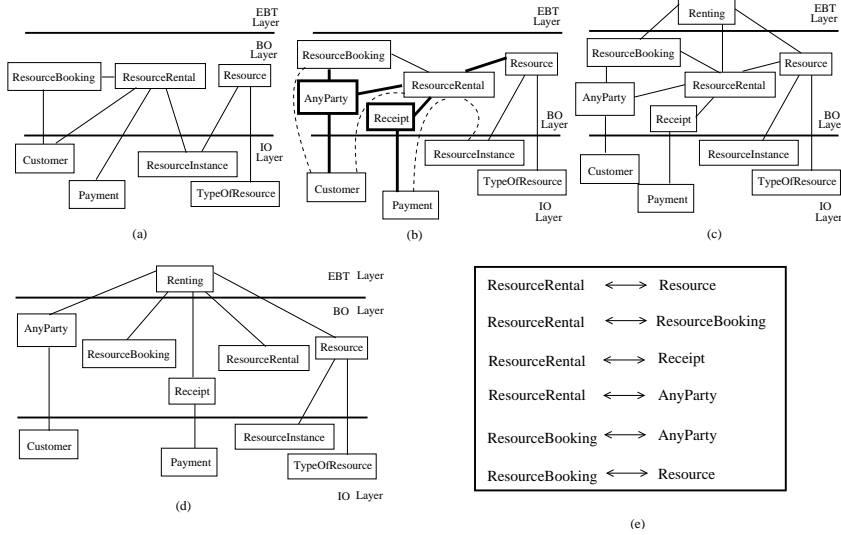 EBT
Layer
BO
Layer
ResourceBooking
ResourceRental
Resource
IO
Layer
Customer
ResourceInstance
Payment
TypeOfResource
(a)
EBT
Layer
BO
Layer
ResourceBooking
Resource
AnyParty
ResourceRental
Receipt
BO
Layer
ResourceInstance
Customer
TypeOfResource
Payment
IO
Layer
(b)
Renting
EBT
Layer
ResourceBooking
Resource
AnyParty
ResourceRental
Receipt
BO
Layer
ResourceInstance
Customer
TypeOfResource
Payment
IO
Layer
(c)
Renting
EBT Layer
BO Layer
AnyParty
ResourceBooking
ResourceRental
Resource
Receipt
Customer
ResourceInstance
Payment
TypeOfResource
IO Layer
(d)
ResourceRental ⟷ Resource
ResourceRental ⟷ ResourceBooking
ResourceRental ⟷ Receipt
ResourceRental ⟷ AnyParty
ResourceBooking ⟷ AnyParty
ResourceBooking ⟷ Resource
(e)